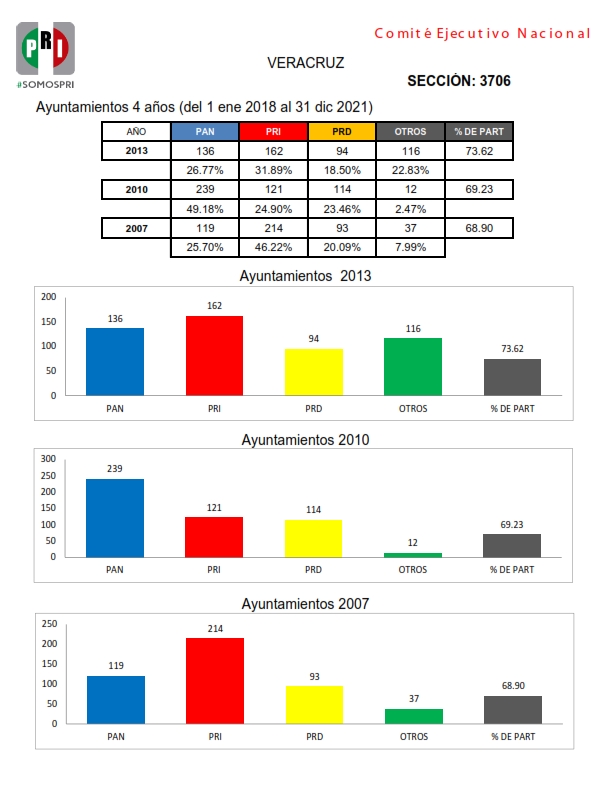 Comité Ejecutivo Nacional
PRI
#SOMOSPRI
VERACRUZ
SECCIÓN: 3706
Ayuntamientos 4 años (del 1 ene 2018 al 31 dic 2021)
AÑO PAN PRI PRD OTROS % DE PART
2013 136 162 94 116 73.62
26.77% 31.89% 18.50% 22.83%
2010 239 121 114 12 69.23
49.18% 24.90% 23.46% 2.47%
2007 119 214 93 37 68.90
25.70% 46.22% 20.09% 7.99%
Ayuntamientos 2013
200
150
100
50
0
136 162 94 116 73.62
PAN PRI PRD OTROS % DE PART
Ayuntamientos 2010
300
250
200
150
100
50
0
239 121 114 12 69.23
PAN PRI PRD OTROS % DE PART
Ayuntamientos 2007
250
200
150
100
50
0
119 214 93 37 68.90
PAN PRI PRD OTROS % DE PART